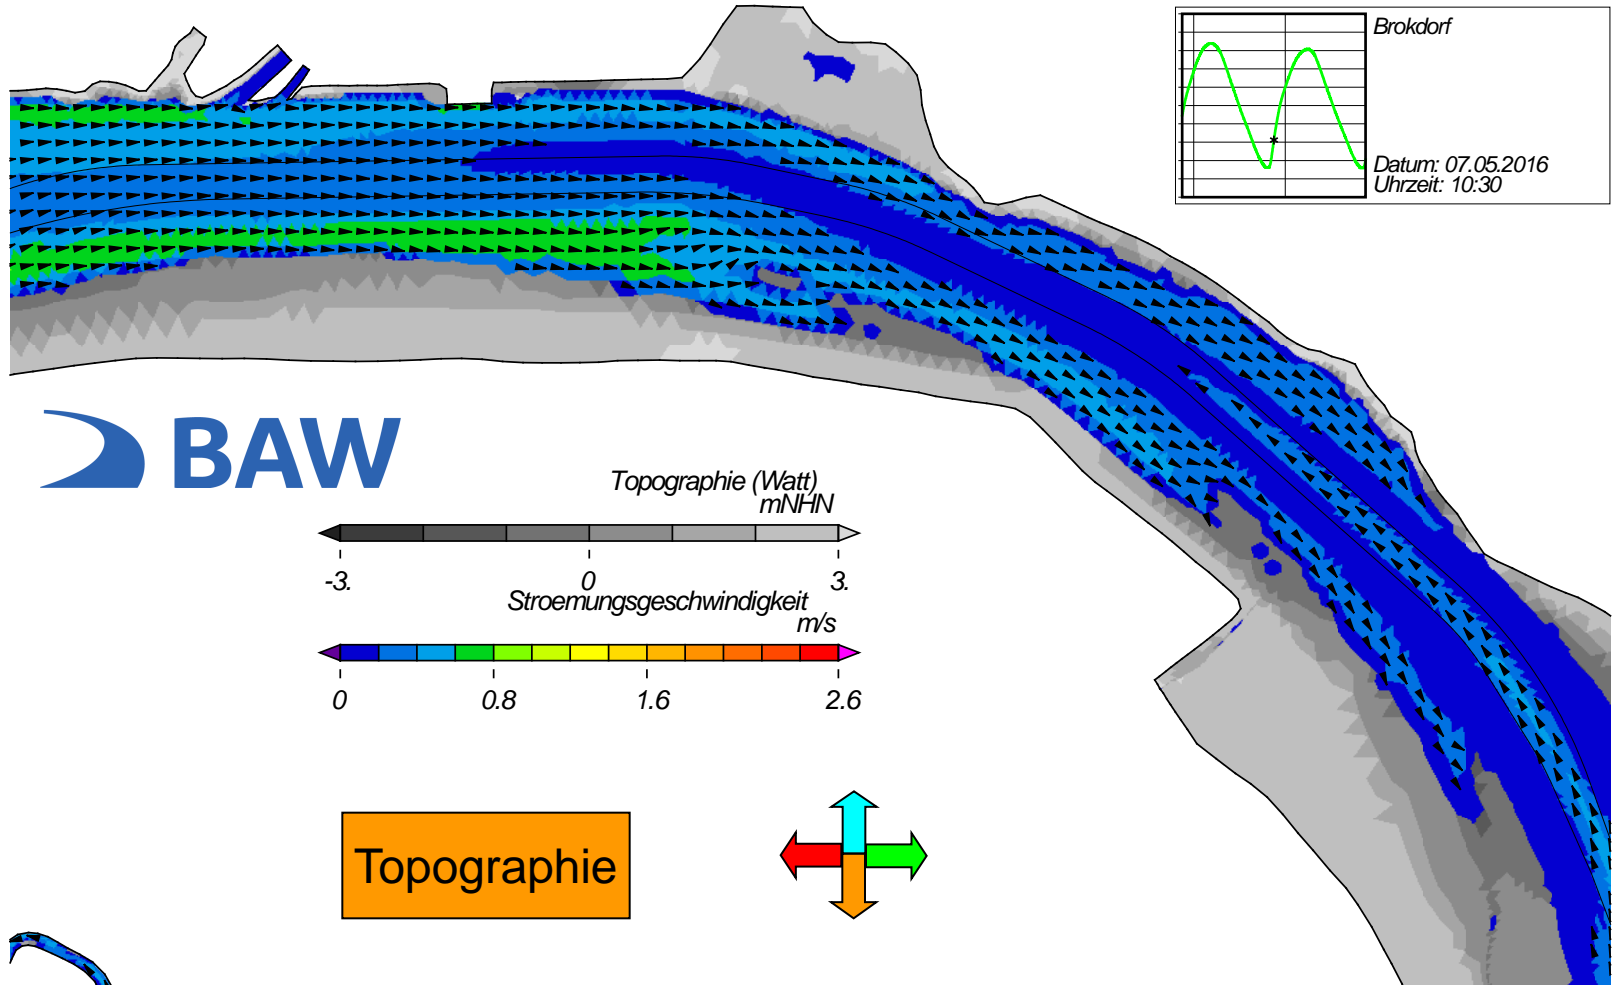 Brokdorf
Datum: 07.05.2016
Uhrzeit: 10:30
BAW
Topographie (Watt)
mNHN
-3. 0 3.
Stroemungsgeschwindigkeit
m/s
0 0.8 1.6 2.6
Topographie